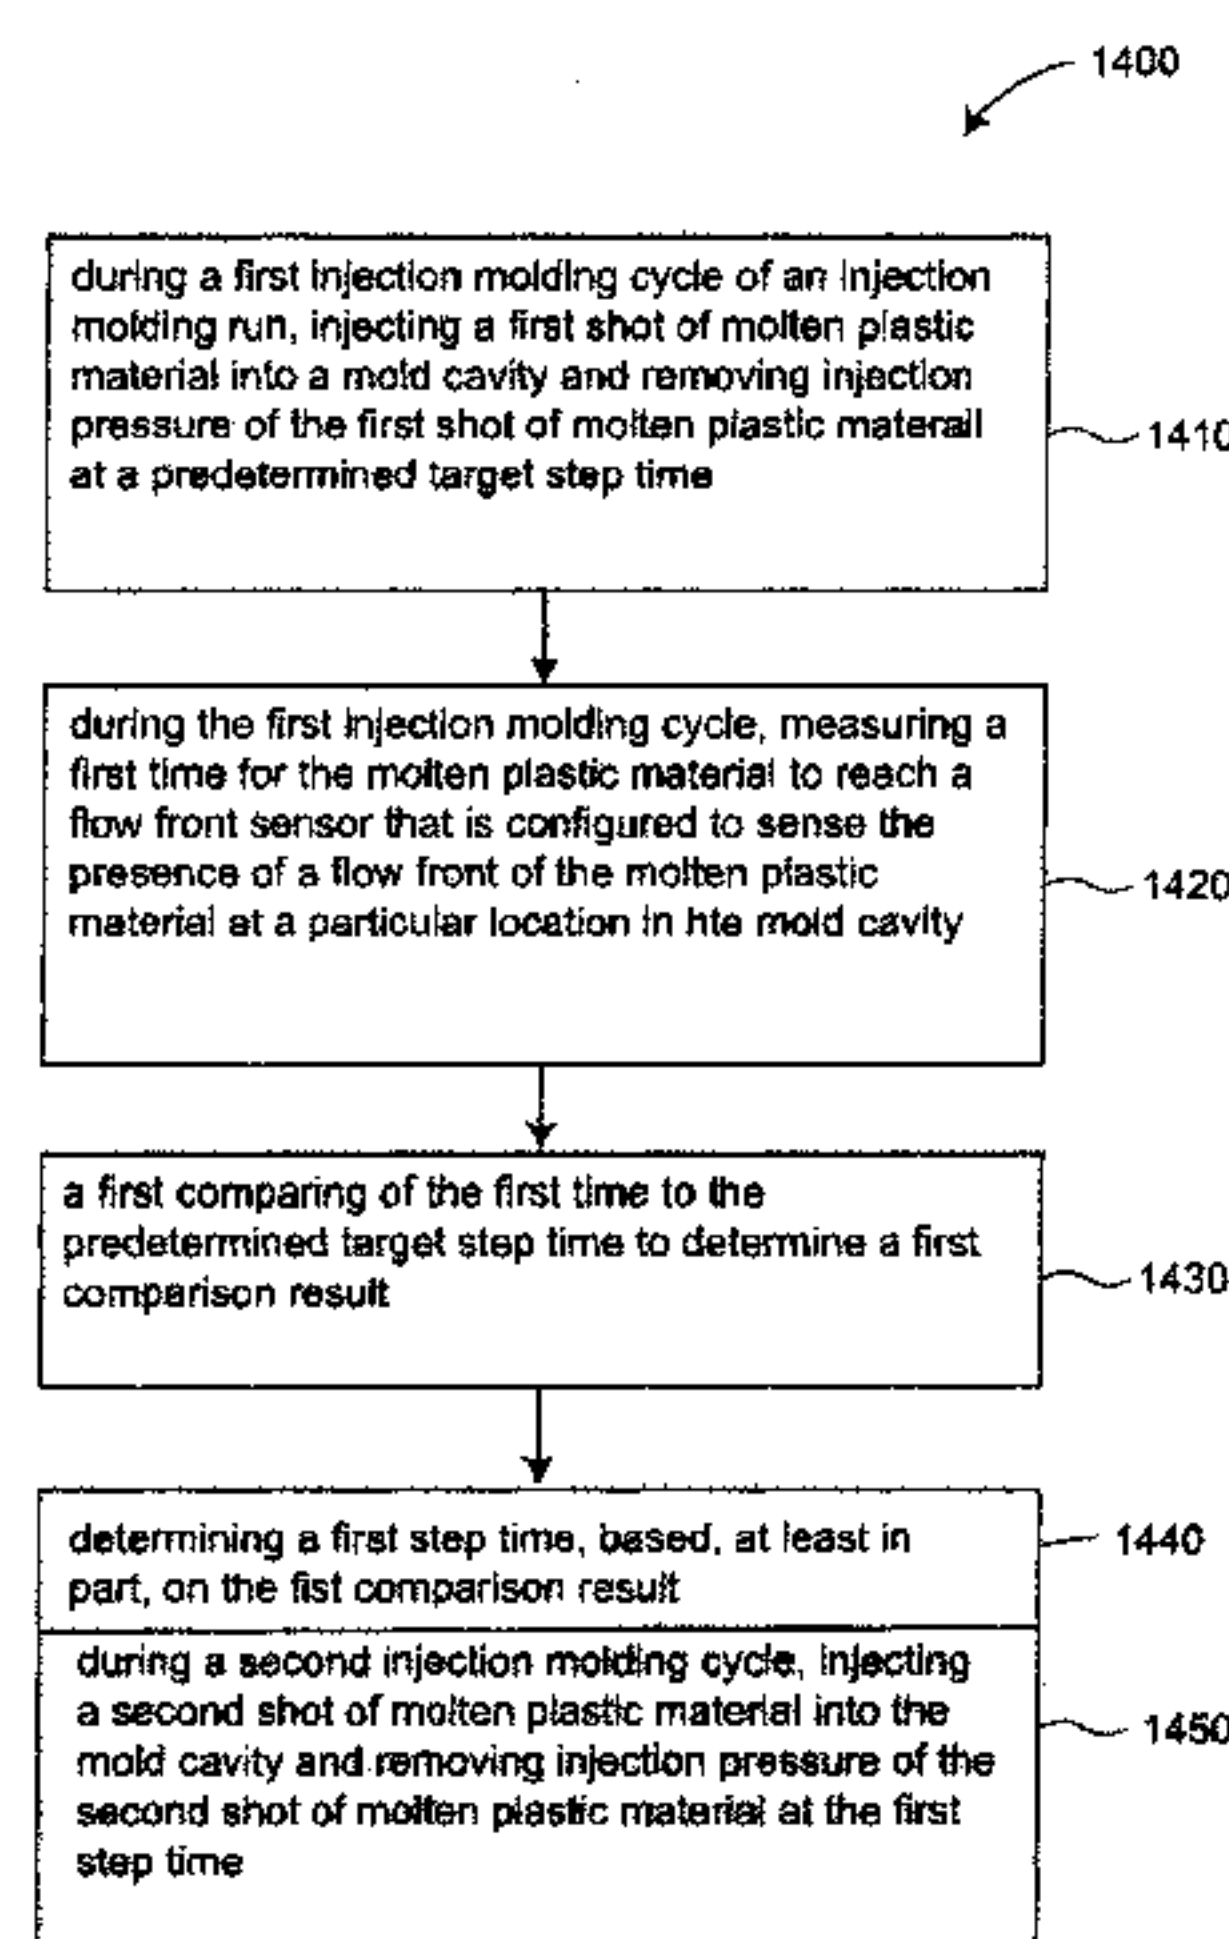 1400
during a first injection molding cycle of an injection
molding run, injecting a first shot of molten plastic
material into a mold cavity and removing injection
pressure of the first shot of molten plastic materail
at a predetermined target step time
1410
during the first injection molding cycle, measuring a
first time for the molten plastic material to reach a
flow front sensor that is configured to sense the
presence of a flow front of the molten plastic
material at a particular location in hte mold cavity
1420
a first comparing of the first time to the
predetermined target step time to determine a first
comparison result
1430
determining a first step time, based, at least in
part, on the fist comparison result
1440
during a second injection molding cycle, injecting
a second shot of molten plastic material into the
mold cavity and removing injection pressure of the
second shot of molten plastic material at the first
step time
1450